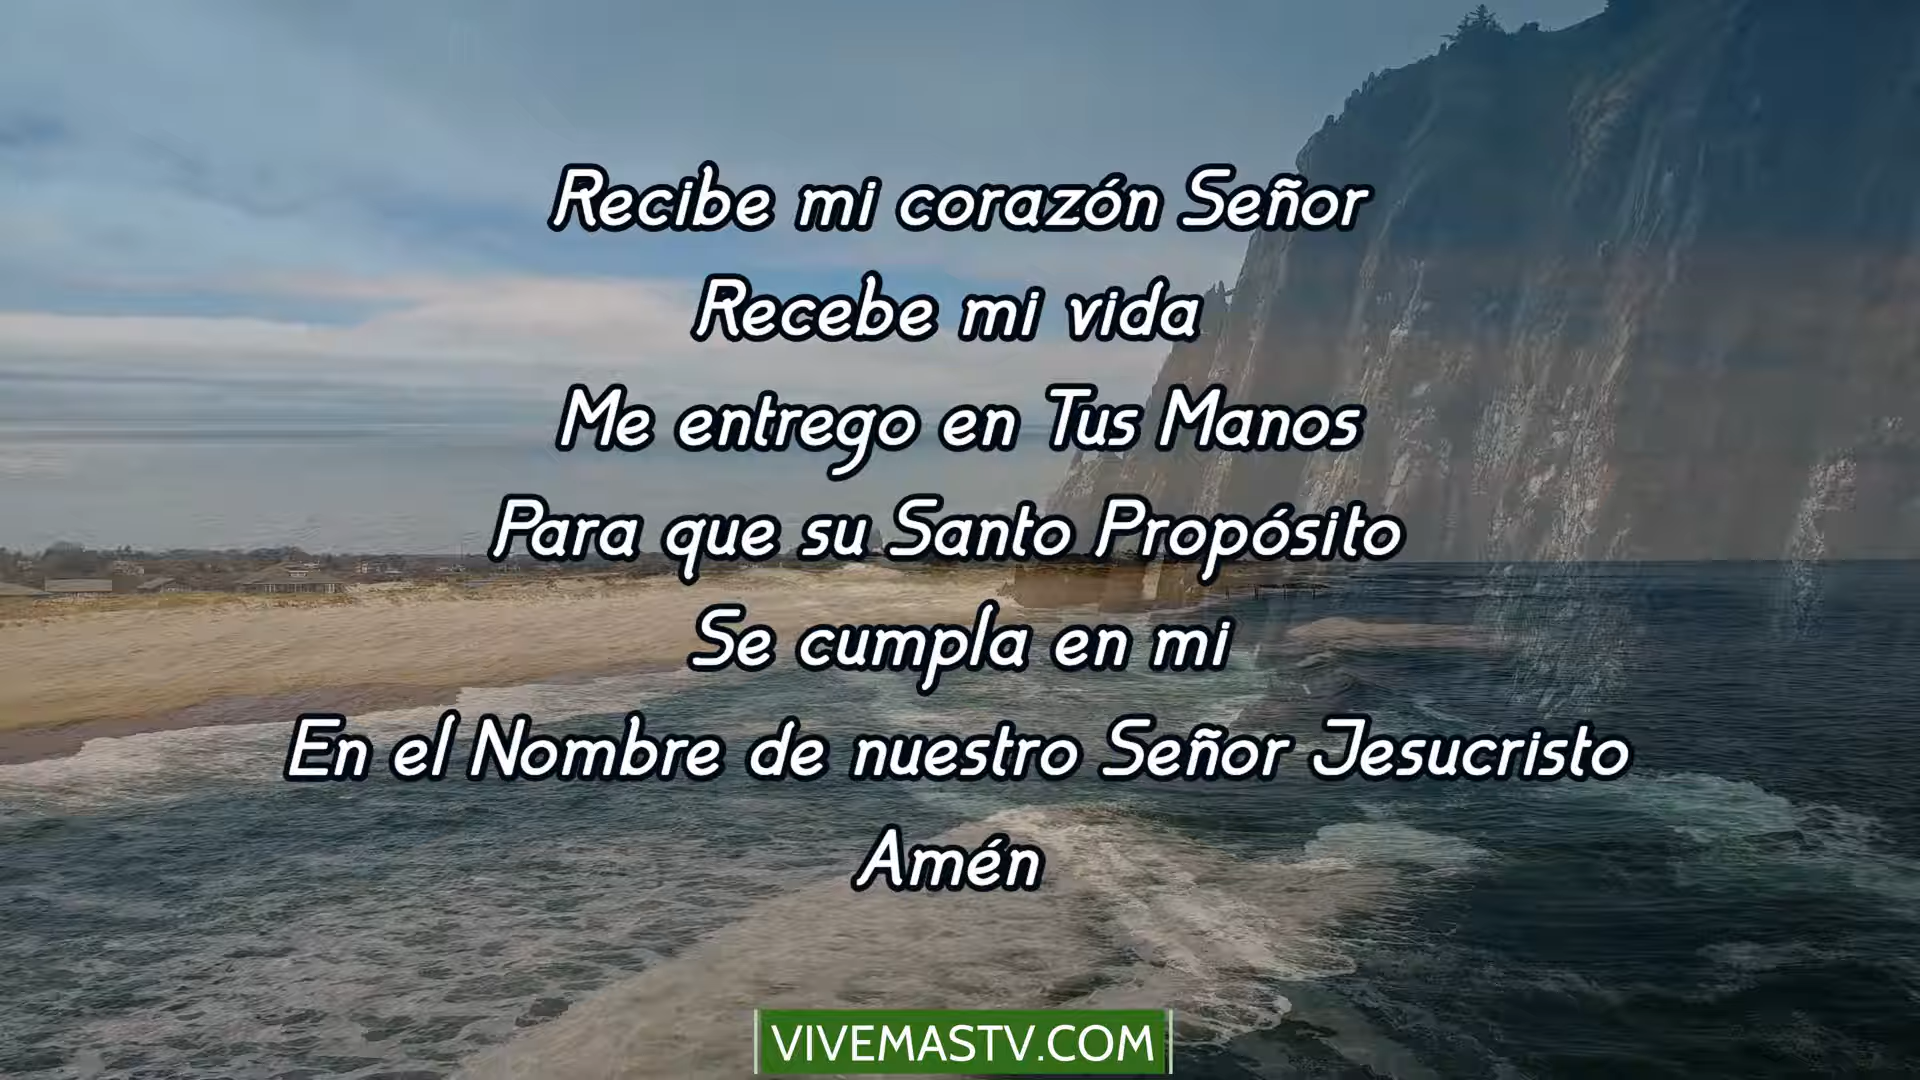 Recibe mi corazón Señor
Recebe mi vida
Me entrego en Tus Manos
Para que su Santo Propósito
Se cumpla en mi
En el Nombre de nuestro Señor Jesucristo
Amén
VIVEMASTV.COM